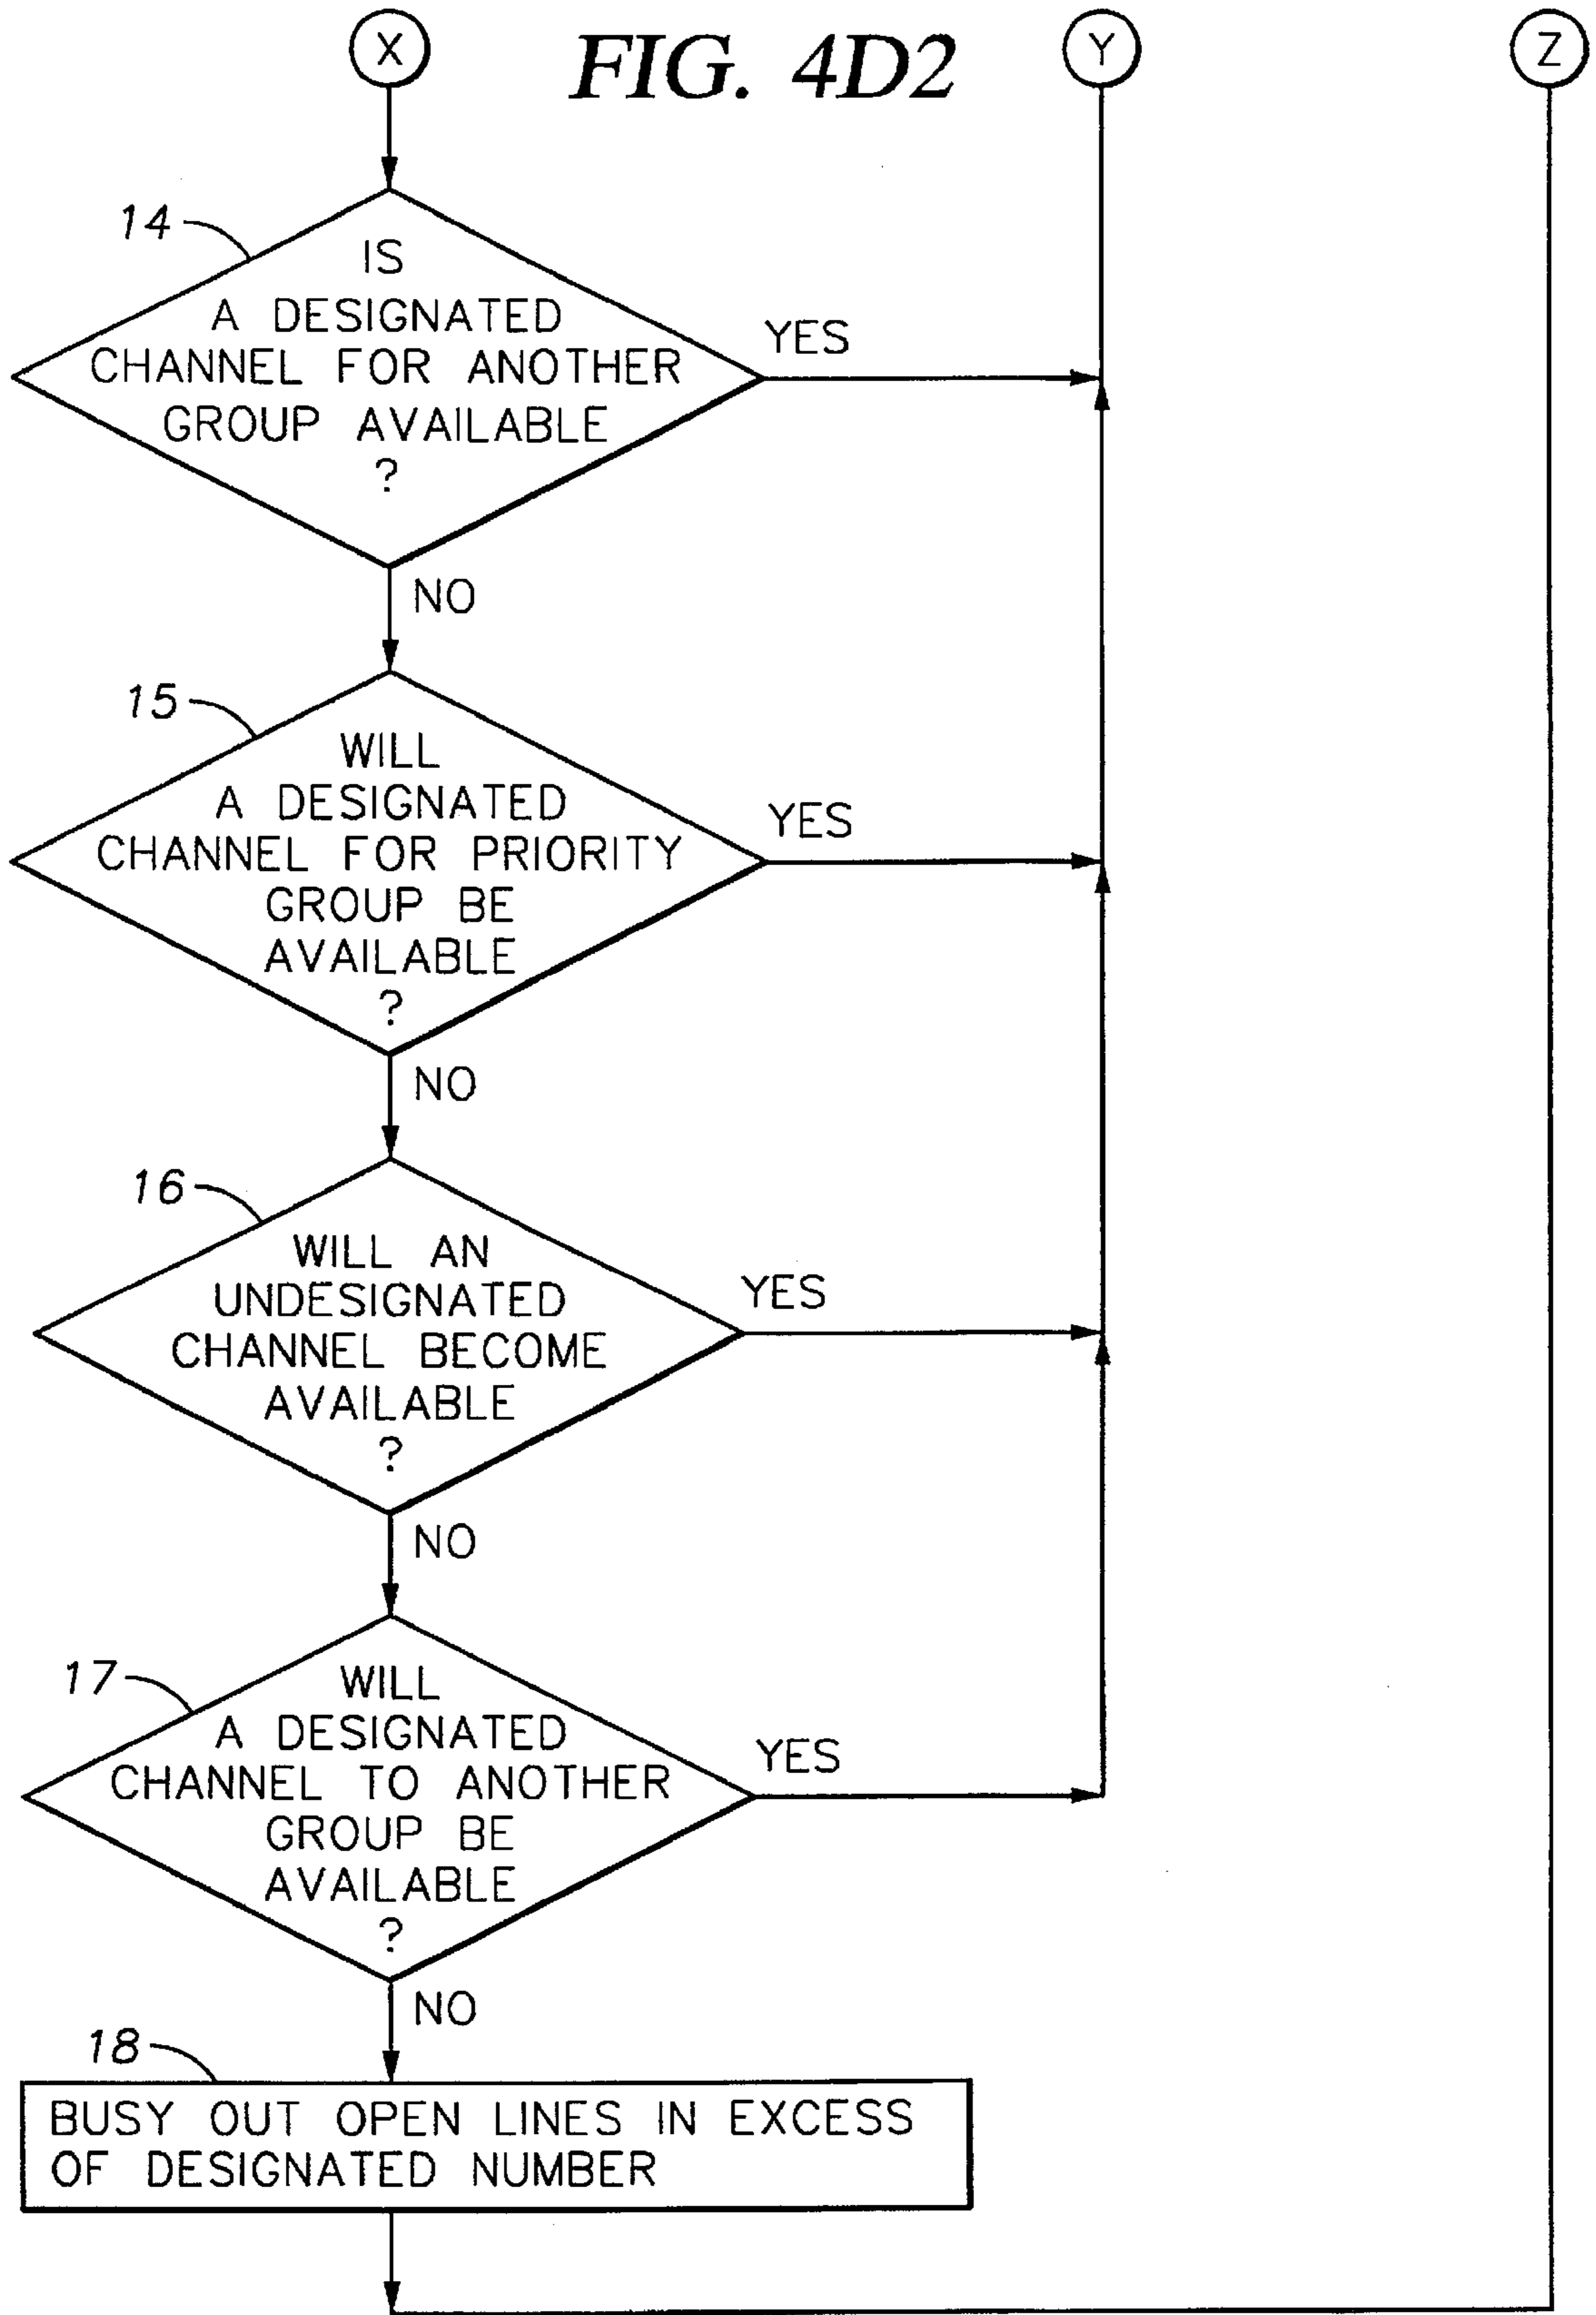 X
FIG. 4D2
Y
Z
14
IS
A DESIGNATED
CHANNEL FOR ANOTHER
GROUP AVAILABLE
?
YES
NO
15
WILL
A DESIGNATED
CHANNEL FOR PRIORITY
GROUP BE
AVAILABLE
?
YES
NO
16
WILL AN
UNDESIGNATED
CHANNEL BECOME
AVAILABLE
?
YES
NO
17
WILL
A DESIGNATED
CHANNEL TO ANOTHER
GROUP BE
AVAILABLE
?
YES
NO
18
BUSY OUT OPEN LINES IN EXCESS
OF DESIGNATED NUMBER